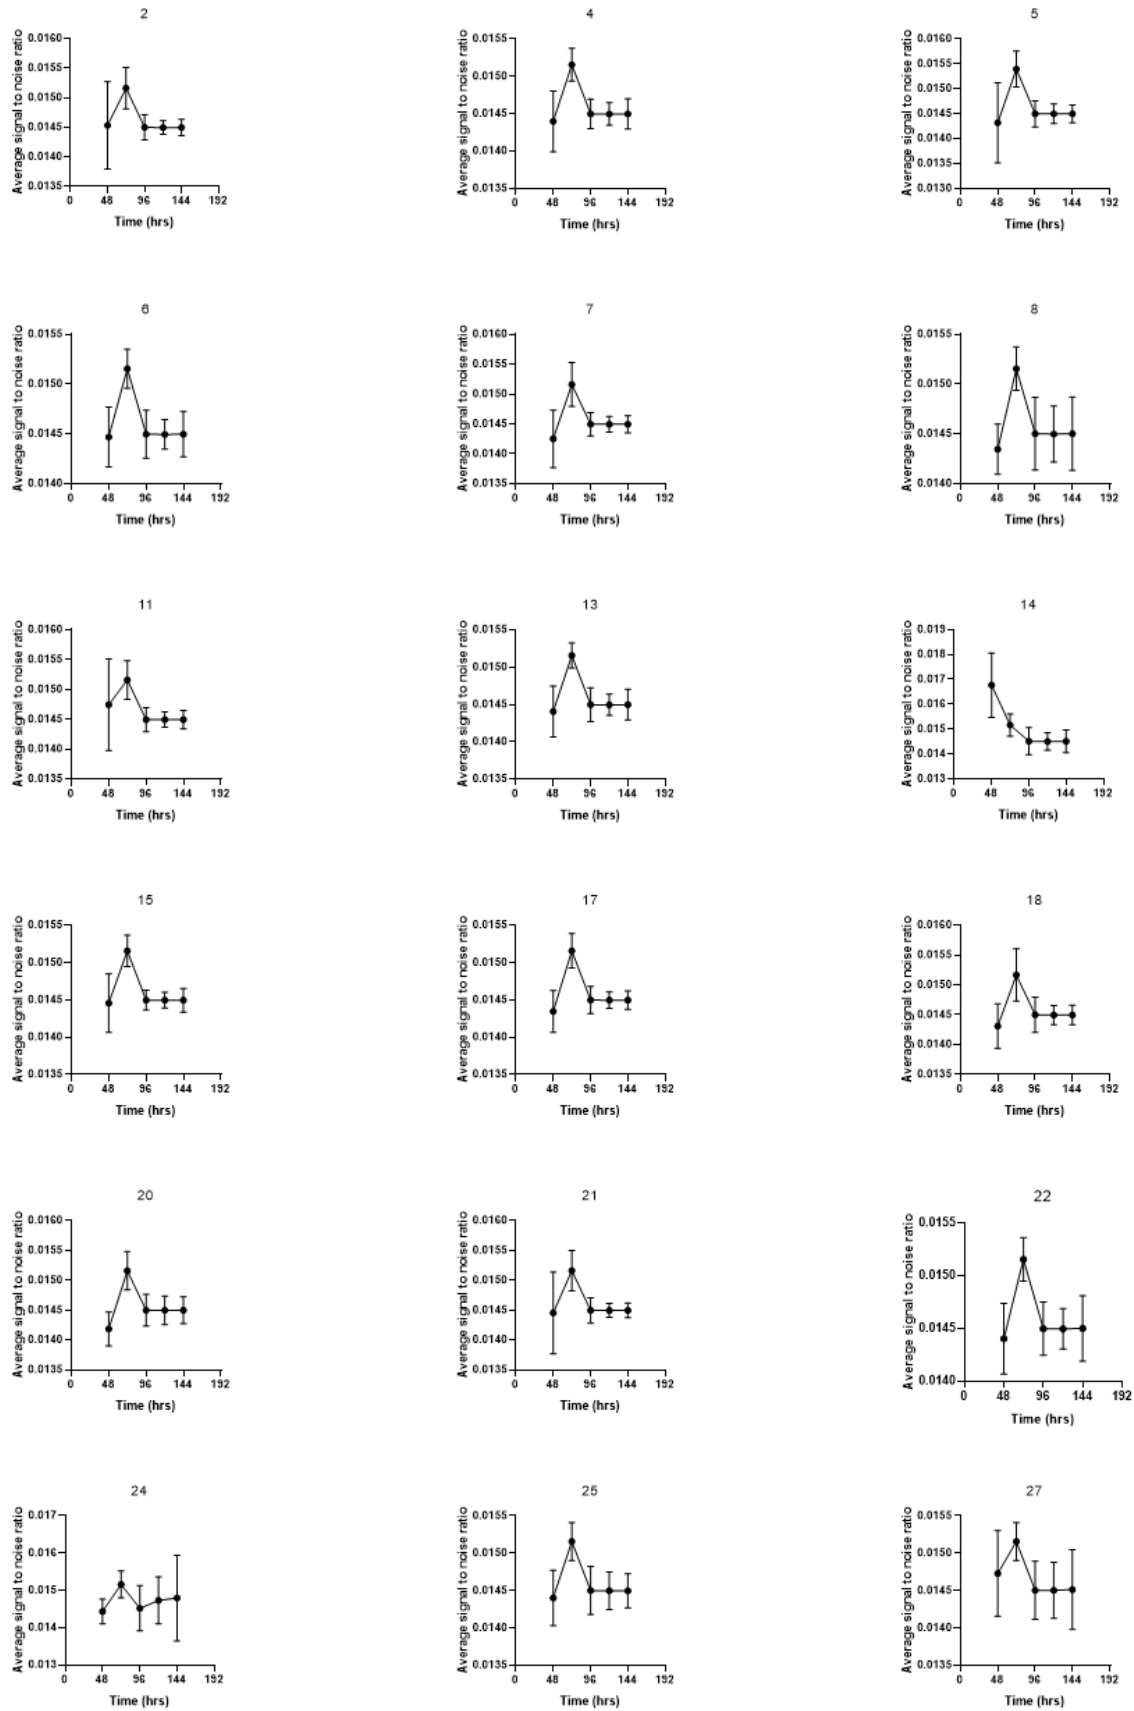 2
Average signal to noise ratio
0.0160
0.0155
0.0150
0.0145
0.0140
0.0135
0 48 96 144 192
Time (hrs)
4
Average signal to noise ratio
0.0155
0.0150
0.0145
0.0140
0.0135
0 48 96 144 192
Time (hrs)
5
Average signal to noise ratio
0.0160
0.0155
0.0150
0.0145
0.0140
0.0135
0.0130
0 48 96 144 192
Time (hrs)
6
Average signal to noise ratio
0.0155
0.0150
0.0145
0.0140
0 48 96 144 192
Time (hrs)
7
Average signal to noise ratio
0.0160
0.0155
0.0150
0.0145
0.0140
0.0135
0 48 96 144 192
Time (hrs)
8
Average signal to noise ratio
0.0155
0.0150
0.0145
0.0140
0 48 96 144 192
Time (hrs)
11
Average signal to noise ratio
0.0160
0.0155
0.0150
0.0145
0.0140
0.0135
0 48 96 144 192
Time (hrs)
13
Average signal to noise ratio
0.0155
0.0150
0.0145
0.0140
0.0135
0 48 96 144 192
Time (hrs)
14
Average signal to noise ratio
0.019
0.018
0.017
0.016
0.015
0.014
0.013
0 48 96 144 192
Time (hrs)
15
Average signal to noise ratio
0.0155
0.0150
0.0145
0.0140
0.0135
0 48 96 144 192
Time (hrs)
17
Average signal to noise ratio
0.0155
0.0150
0.0145
0.0140
0.0135
0 48 96 144 192
Time (hrs)
18
Average signal to noise ratio
0.0160
0.0155
0.0150
0.0145
0.0140
0.0135
0 48 96 144 192
Time (hrs)
20
Average signal to noise ratio
0.0160
0.0155
0.0150
0.0145
0.0140
0.0135
0 48 96 144 192
Time (hrs)
21
Average signal to noise ratio
0.0160
0.0155
0.0150
0.0145
0.0140
0.0135
0 48 96 144 192
Time (hrs)
22
Average signal to noise ratio
0.0155
0.0150
0.0145
0.0140
0 48 96 144 192
Time (hrs)
24
Average signal to noise ratio
0.017
0.016
0.015
0.014
0.013
0 48 96 144 192
Time (hrs)
25
Average signal to noise ratio
0.0155
0.0150
0.0145
0.0140
0.0135
0 48 96 144 192
Time (hrs)
27
Average signal to noise ratio
0.0155
0.0150
0.0145
0.0140
0.0135
0 48 96 144 192
Time (hrs)